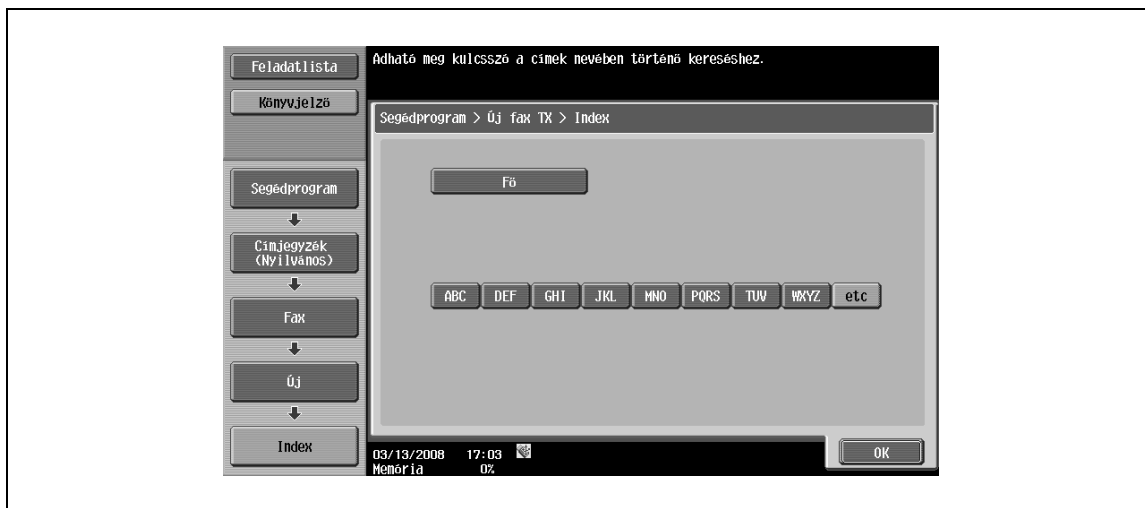 Feladatlista
Könyvjelző
Adható meg kulcsszó a címek nevében történő kereséshez.
Segédprogram > Új fax TX > Index
Segédprogram
Címjegyzék
(Nyilvános)
Fax
Új
Index
Fő
ABC DEF GHI JKL MNO PQRS TUV WXYZ etc
03/13/2008 17:03
Memória 0%
OK